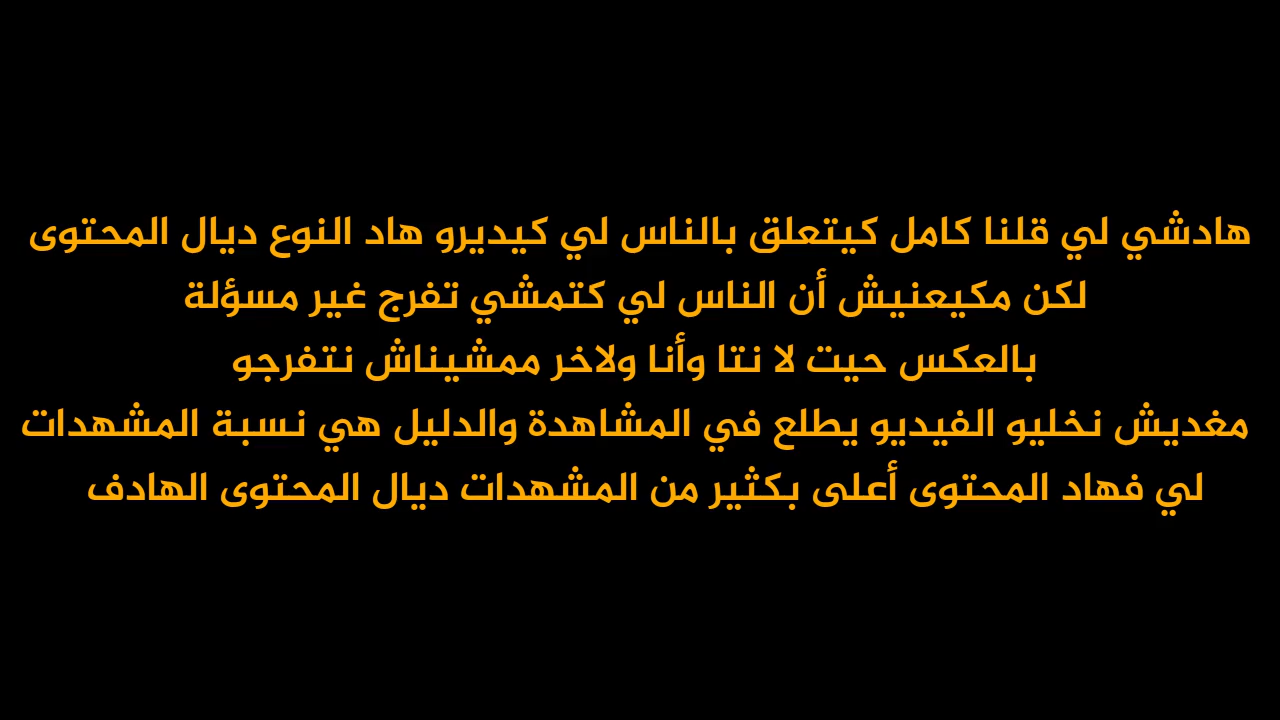 هادشي لي قلنا كامل كيتعلق بالناس لي كيديرو هاد النوع ديال المحتوى
لكن مكيعنيش أن الناس لي كتمشي تفرج غير مسؤلة
بالعكس حيت لا نتا وأنا ولاخر ممشيناش نتفرجو
مغديش نخليو الفيديو يطلع في المشاهدة والدليل هي نسبة المشهدات
لي فهاد المحتوى أعلى بكثير من المشهدات ديال المحتوى الهادف